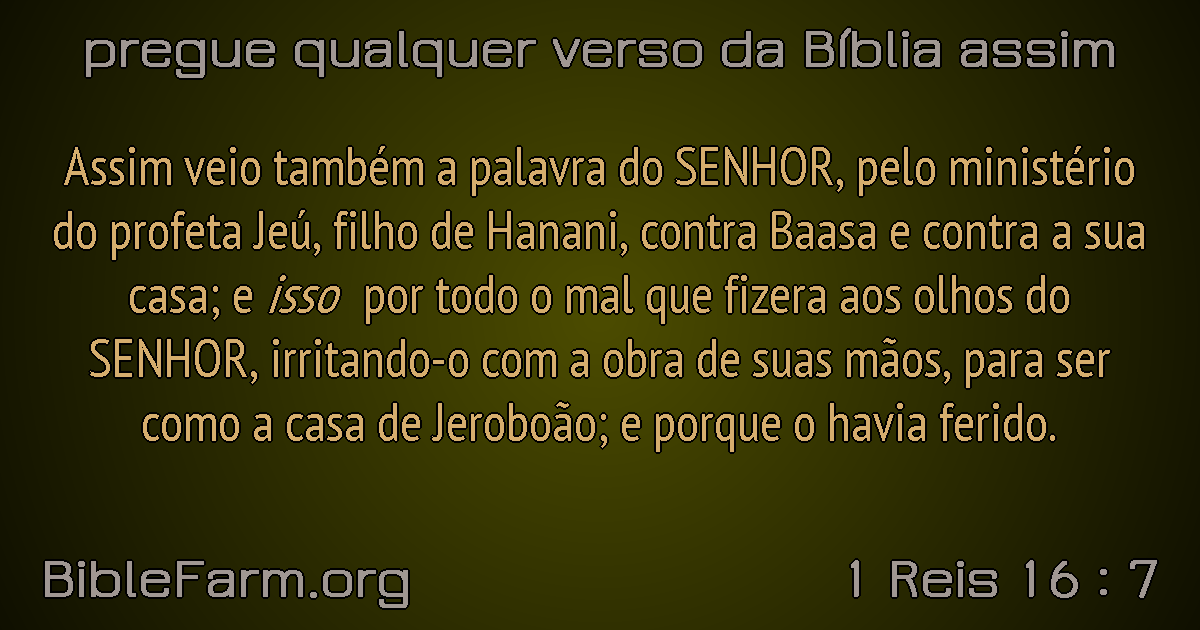 pregue qualquer verso da Bíblia assim
Assim veio também a palavra do SENHOR, pelo ministério
do profeta Jeú, filho de Hanani, contra Baasa e contra a sua
casa; e isso por todo o mal que fizera aos olhos do
SENHOR, irritando-o com a obra de suas mãos, para ser
como a casa de Jeroboão; e porque o havia ferido.
BibleFarm.org
1 Reis 16 : 7